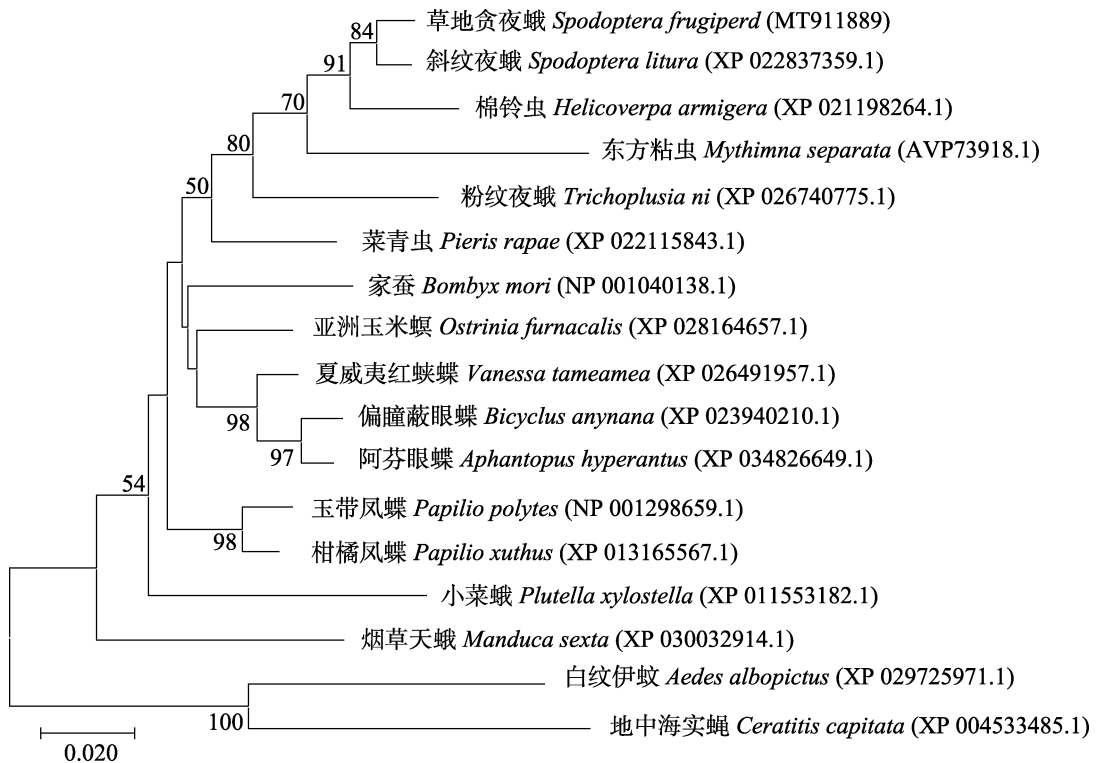 84
草地贪夜蛾 Spodoptera frugiperd (MT911889)
91
斜纹夜蛾 Spodoptera litura (XP 022837359.1)
70
棉铃虫 Helicoverpa armigera (XP 021198264.1)
80
东方粘虫 Mythimna separata (AVP73918.1)
50
粉纹夜蛾 Trichoplusia ni (XP 026740775.1)
菜青虫 Pieris rapae (XP 022115843.1)
家蚕 Bombyx mori (NP 001040138.1)
亚洲玉米螟 Ostrinia furnacalis (XP 028164657.1)
夏威夷红蛱蝶 Vanessa tameamea (XP 026491957.1)
98
偏瞳蔽眼蝶 Bicyclus anynana (XP 023940210.1)
97
阿芬眼蝶 Aphantopus hyperantus (XP 034826649.1)
54
玉带凤蝶 Papilio polytes (NP 001298659.1)
98
柑橘凤蝶 Papilio xuthus (XP 013165567.1)
小菜蛾 Plutella xylostella (XP 011553182.1)
烟草天蛾 Manduca sexta (XP 030032914.1)
白纹伊蚊 Aedes albopictus (XP 029725971.1)
100
地中海实蝇 Ceratitis capitata (XP 004533485.1)
0.020